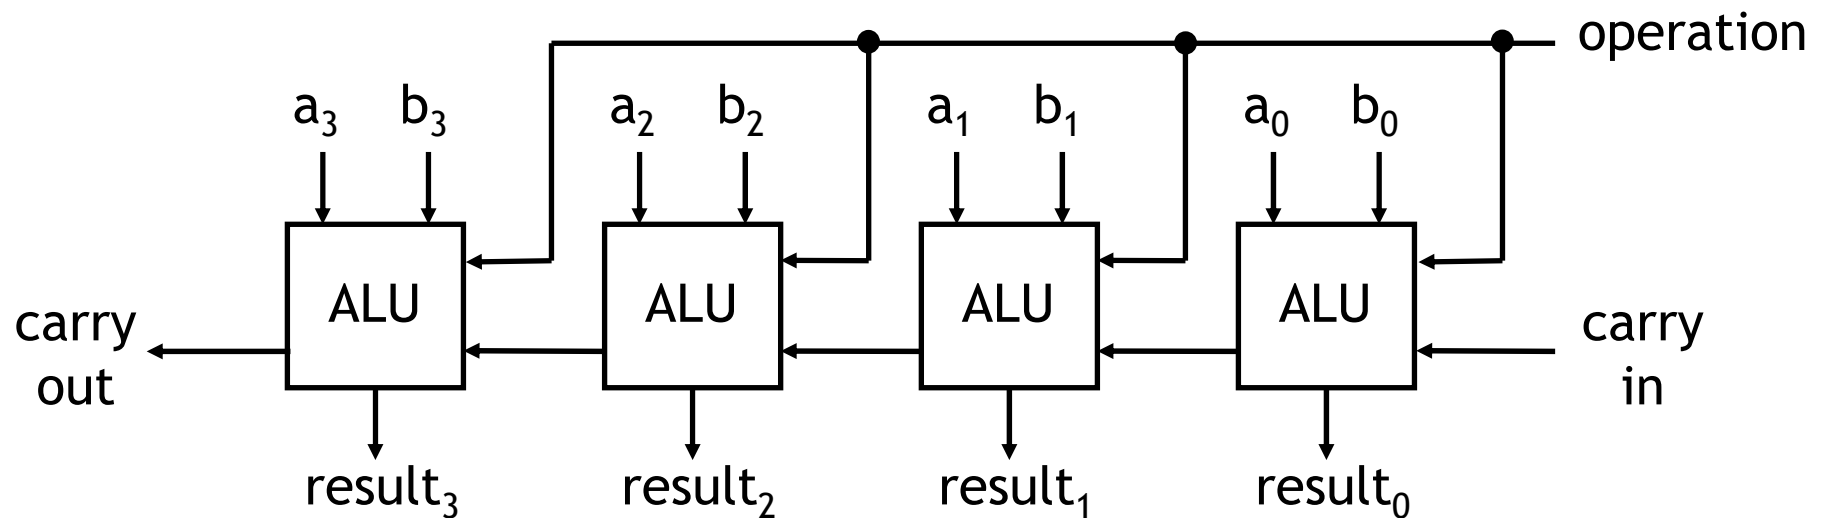 operation
a₃ b₃ a₂ b₂ a₁ b₁ a₀ b₀
ALU ALU ALU ALU
carry
out
carry
in
result₃ result₂ result₁ result₀